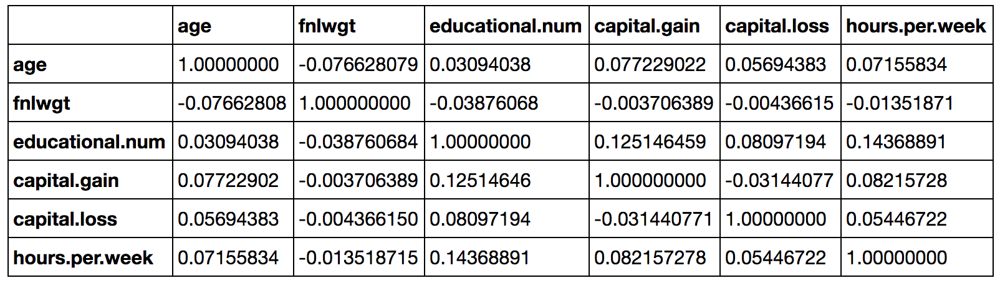 age fnlwgt educational.num capital.gain capital.loss hours.per.week
age 1.00000000 -0.076628079 0.03094038 0.077229022 0.05694383 0.07155834
fnlwgt -0.07662808 1.000000000 -0.03876068 -0.003706389 -0.00436615 -0.01351871
educational.num 0.03094038 -0.038760684 1.00000000 0.125146459 0.08097194 0.14368891
capital.gain 0.07722902 -0.003706389 0.12514646 1.000000000 -0.03144077 0.08215728
capital.loss 0.05694383 -0.004366150 0.08097194 -0.031440771 1.00000000 0.05446722
hours.per.week 0.07155834 -0.013518715 0.14368891 0.082157278 0.05446722 1.00000000